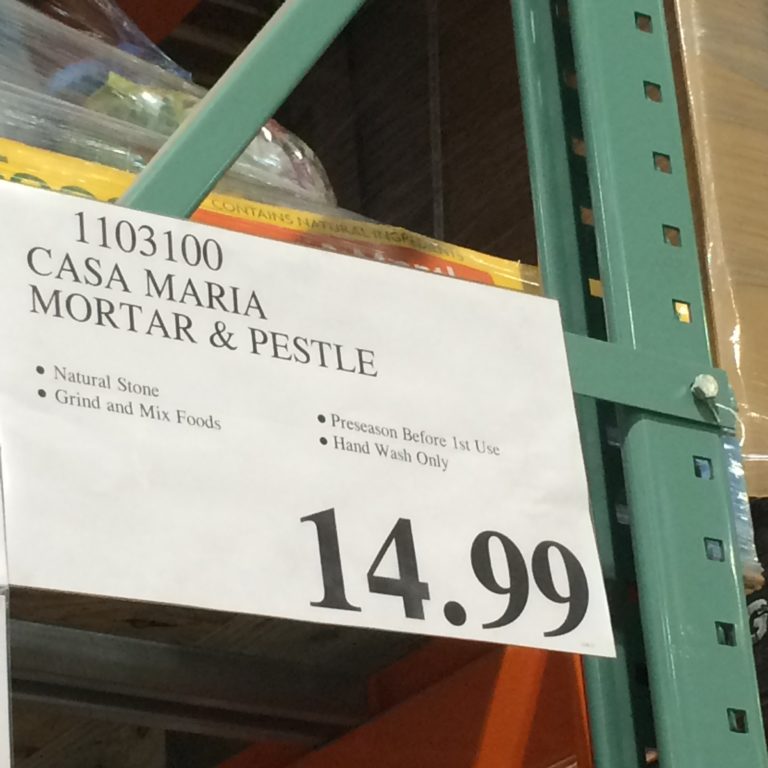 CONTAINS NATURAL INGREDIENTS
1103100
CASA MARIA
MORTAR & PESTLE
• Natural Stone
• Grind and Mix Foods
• Preseason Before 1st Use
• Hand Wash Only
14.99